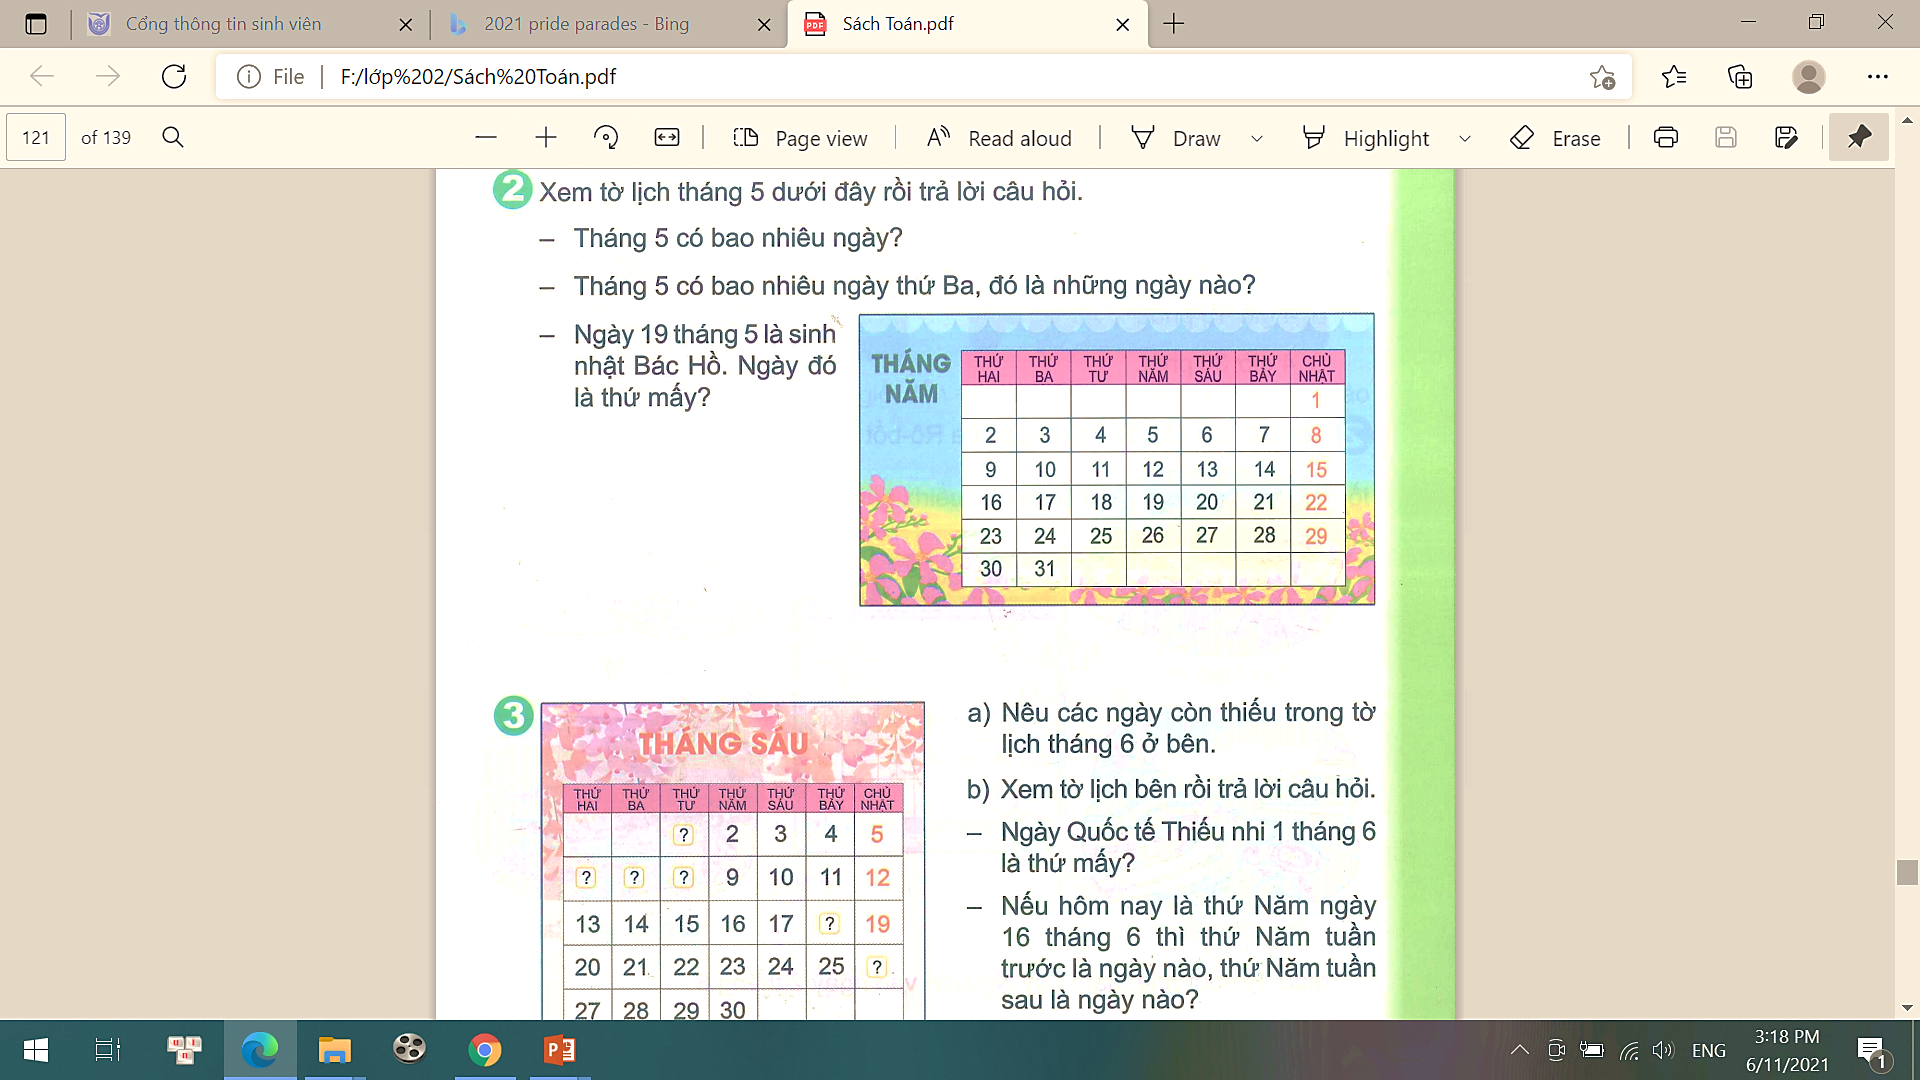 Cổng thông tin sinh viên
2021 pride parades - Bing
Sách Toán.pdf
File
F:/lớp%202/Sách%20Toán.pdf
121 of 139
Page view
Read aloud
Draw
Highlight
Erase
2 Xem tờ lịch tháng 5 dưới đây rồi trả lời câu hỏi.
– Tháng 5 có bao nhiêu ngày?
– Tháng 5 có bao nhiêu ngày thứ Ba, đó là những ngày nào?
– Ngày 19 tháng 5 là sinh
nhật Bác Hồ. Ngày đó
là thứ mấy?
THÁNG
NĂM
THỨ HAI THỨ BA THỨ TƯ THỨ NĂM THỨ SÁU THỨ BẢY CHỦ NHẬT
1
2 3 4 5 6 7 8
9 10 11 12 13 14 15
16 17 18 19 20 21 22
23 24 25 26 27 28 29
30 31
3
THÁNG SÁU
THỨ HAI THỨ BA THỨ TƯ THỨ NĂM THỨ SÁU THỨ BẢY CHỦ NHẬT
? 2 3 4 5
? ? ? 9 10 11 12
13 14 15 16 17 ? 19
20 21 22 23 24 25 ?
27 28 29 30
a) Nêu các ngày còn thiếu trong tờ
lịch tháng 6 ở bên.
b) Xem tờ lịch bên rồi trả lời câu hỏi.
– Ngày Quốc tế Thiếu nhi 1 tháng 6
là thứ mấy?
– Nếu hôm nay là thứ Năm ngày
16 tháng 6 thì thứ Năm tuần
trước là ngày nào, thứ Năm tuần
sau là ngày nào?
ENG
3:18 PM
6/11/2021
1